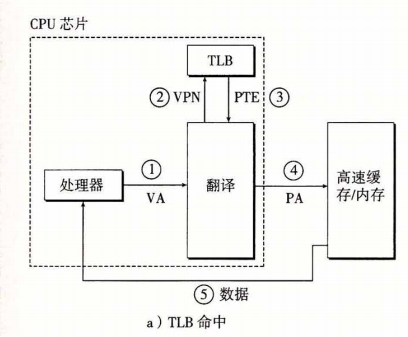 CPU 芯片
TLB
② VPN PTE ③
① ④
处理器 VA 翻译 PA 高速缓
存/内存
⑤ 数据
a）TLB 命中